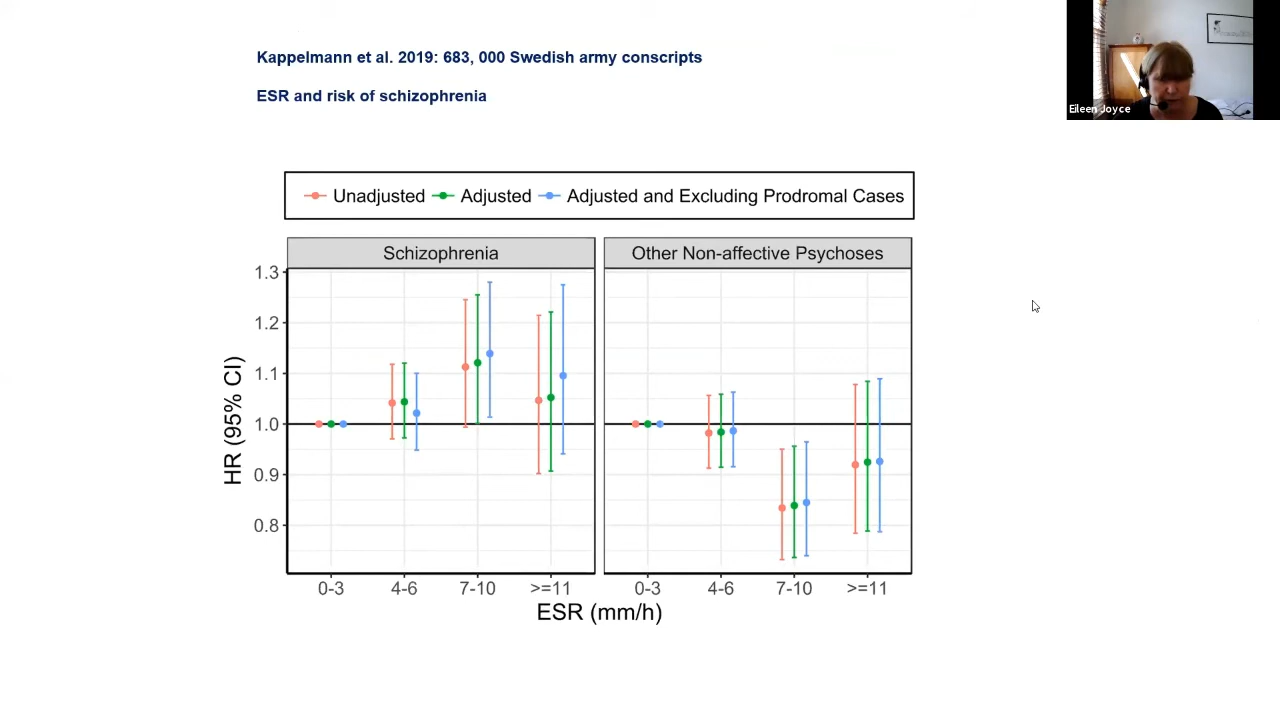 Kappelmann et al. 2019: 683, 000 Swedish army conscripts
Eileen Joyce
ESR and risk of schizophrenia
Unadjusted Adjusted Adjusted and Excluding Prodromal Cases
Schizophrenia Other Non-affective Psychoses
1.3
1.2
1.1
1.0
0.9
0.8
HR (95% CI)
0-3 4-6 7-10 >=11 0-3 4-6 7-10 >=11
ESR (mm/h)